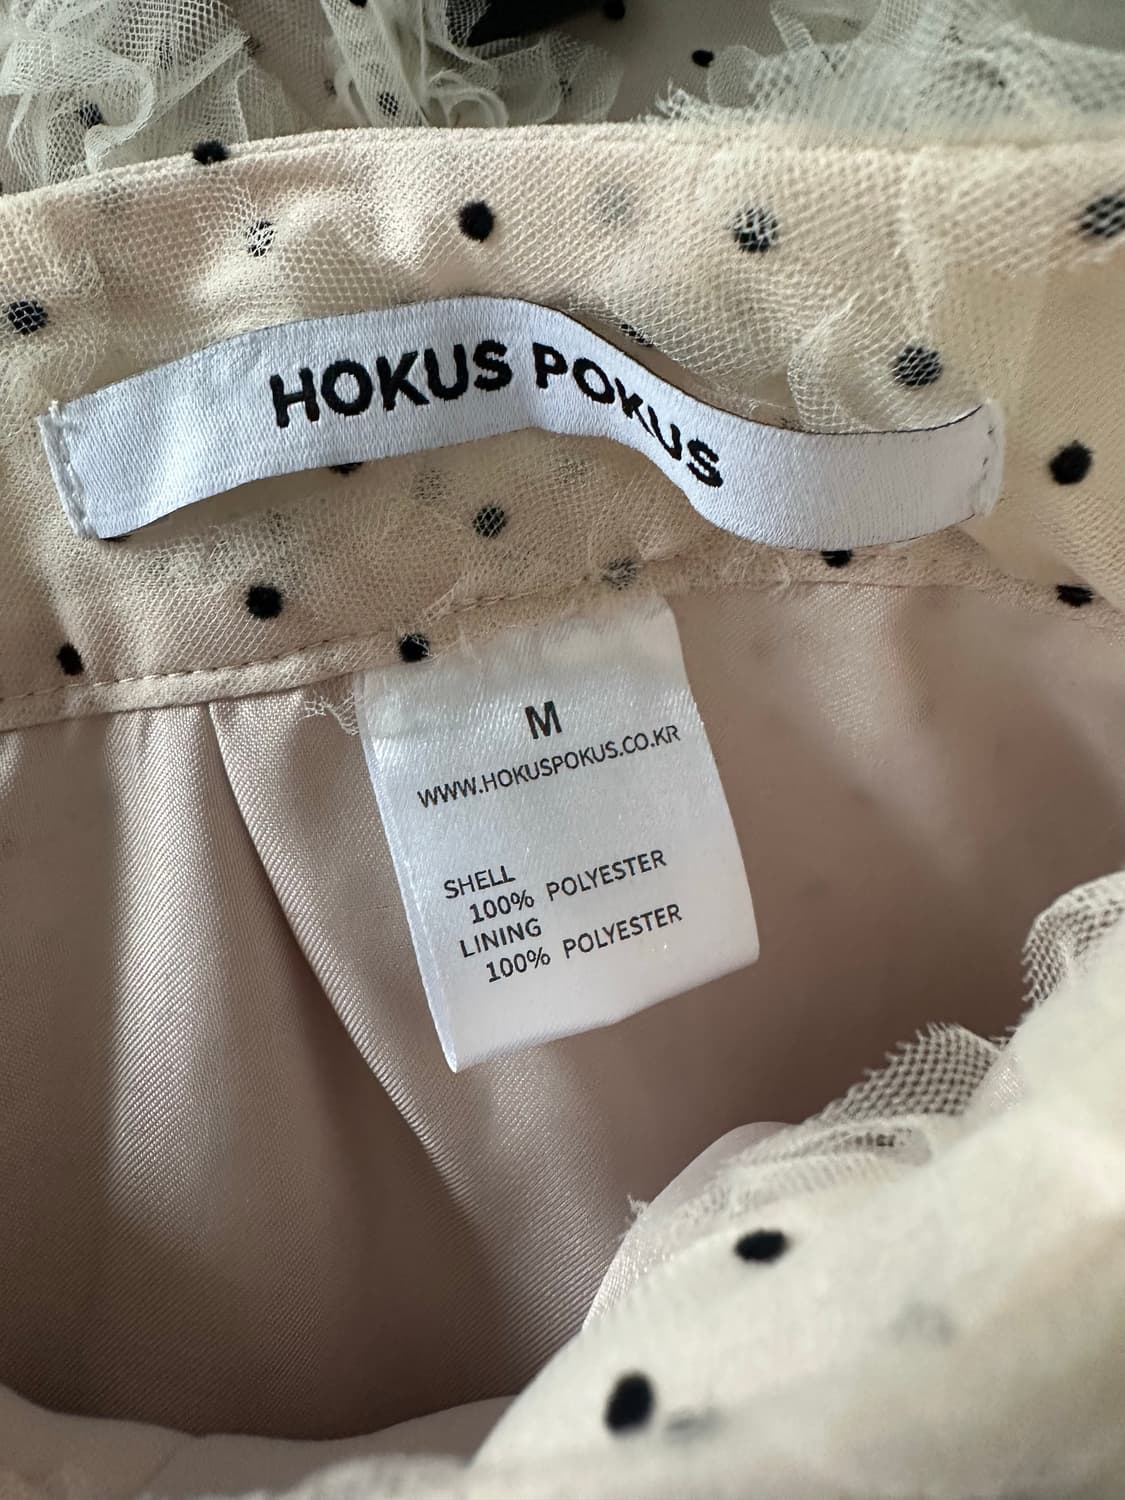 HOKUS POKUS
M
WWW.HOKUSPOKUS.CO.KR
SHELL
100% POLYESTER
LINING
100% POLYESTER